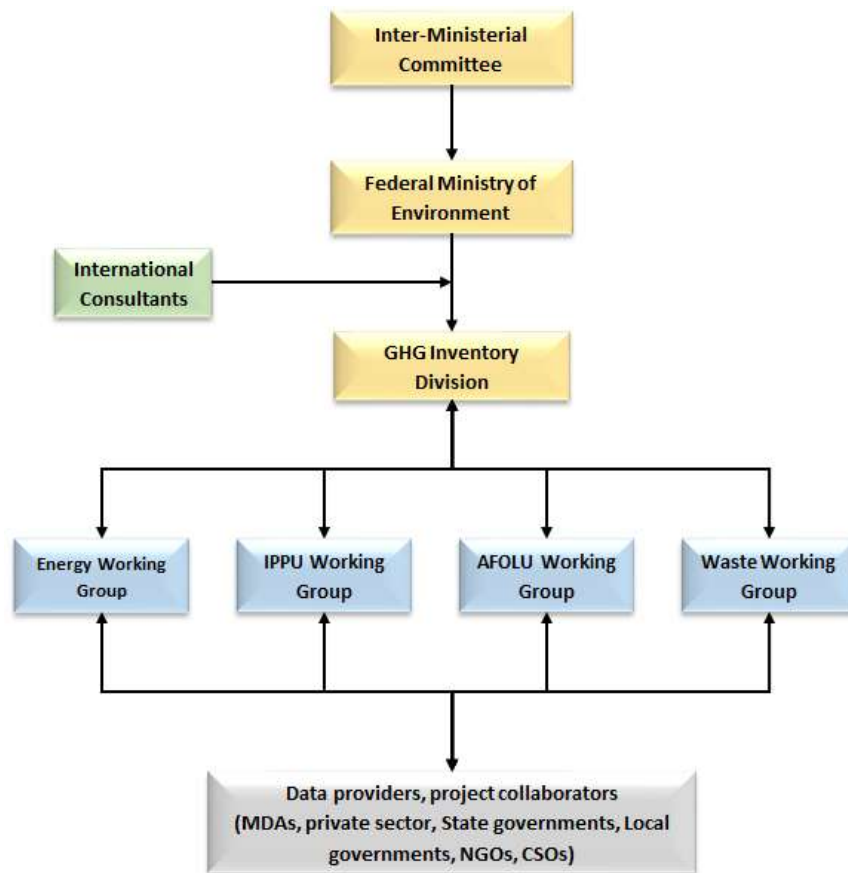 Inter-Ministerial
Committee
Federal Ministry of
Environment
International
Consultants
GHG Inventory
Division
Energy Working
Group
IPPU Working
Group
AFOLU Working
Group
Waste Working
Group
Data providers, project collaborators
(MDAs, private sector, State governments, Local
governments, NGOs, CSOs)